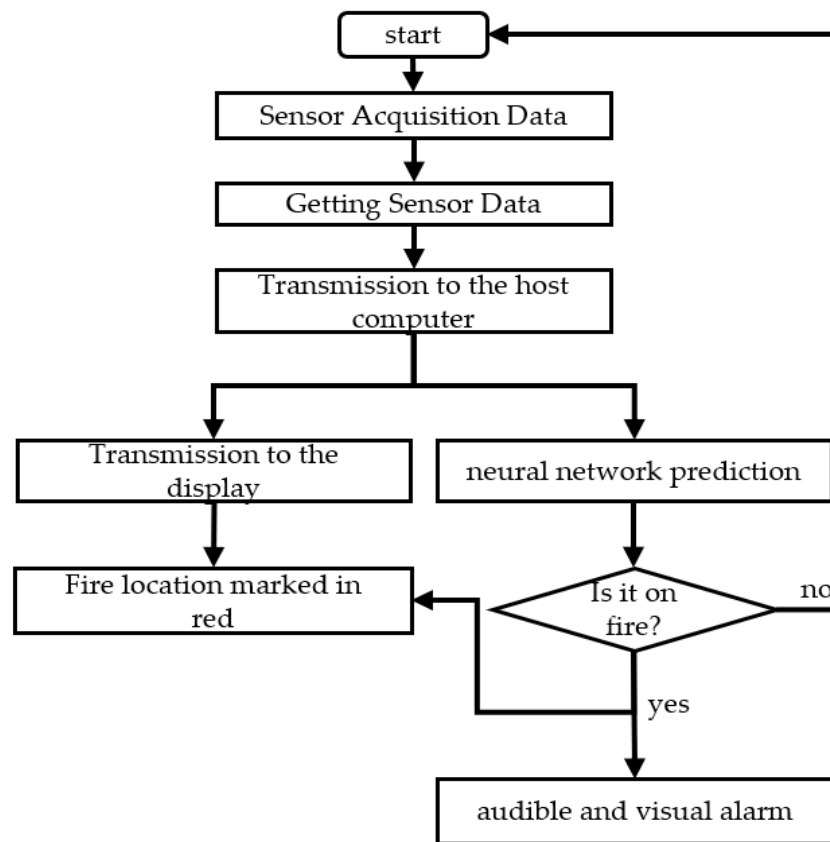 start
Sensor Acquisition Data
Getting Sensor Data
Transmission to the host
computer
Transmission to the
display
neural network prediction
Fire location marked in
red
Is it on
fire?
no
yes
audible and visual alarm